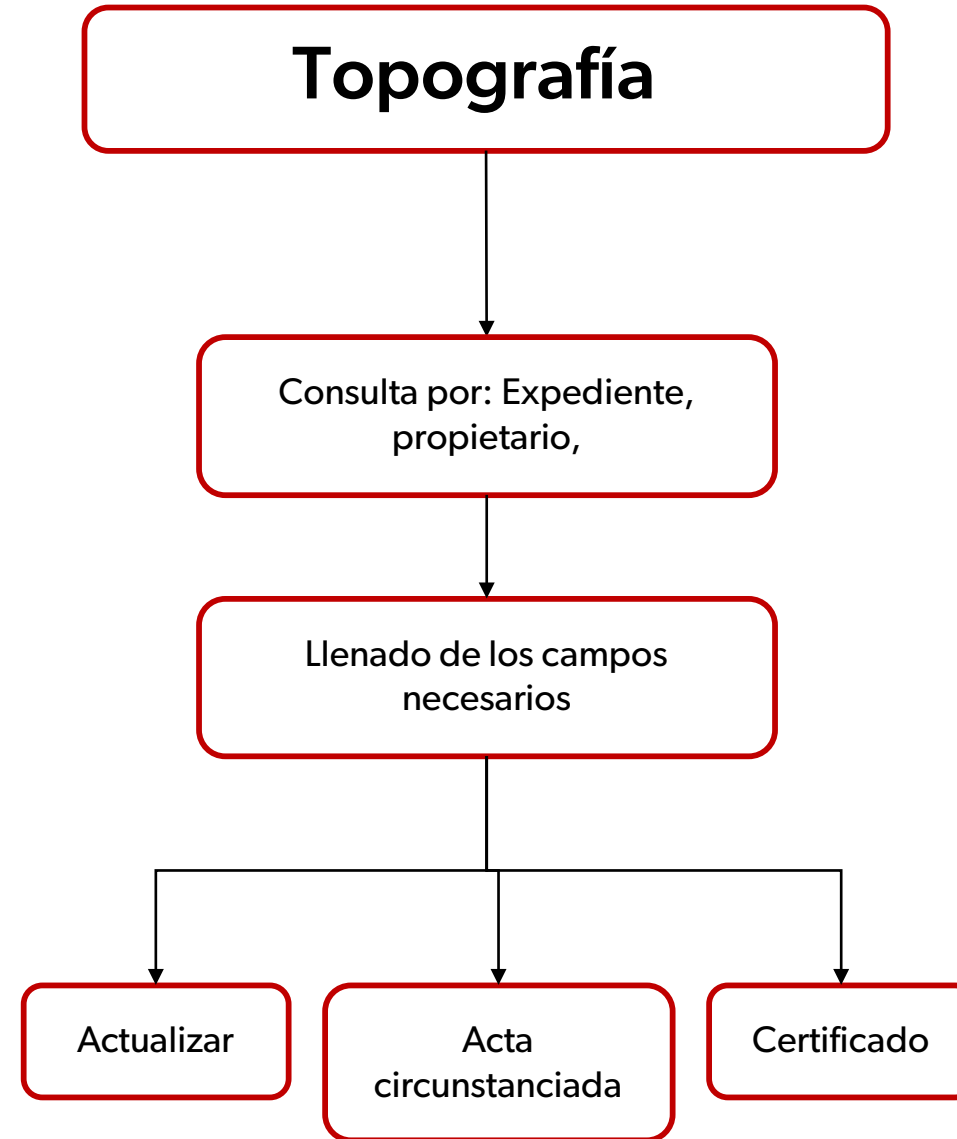 Topografía
Consulta por: Expediente,
propietario,
Llenado de los campos
necesarios
Actualizar
Acta
circunstanciada
Certificado